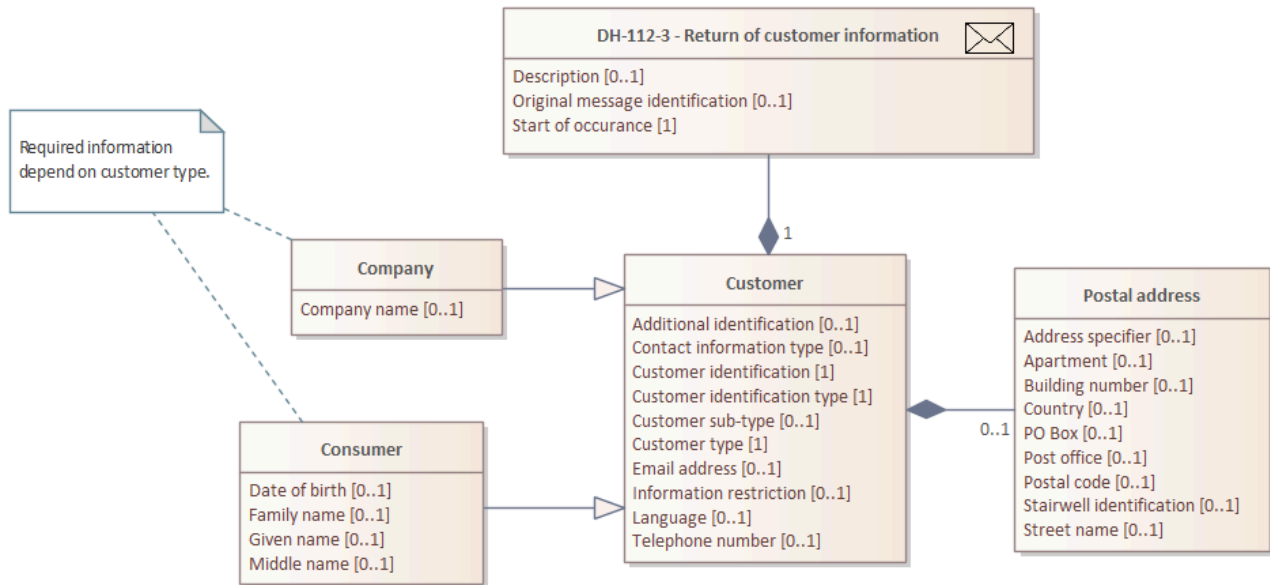 DH-112-3 - Return of customer information
Description [0..1]
Original message identification [0..1]
Start of occurance [1]
Required information
depend on customer type.
1
Company
Company name [0..1]
Customer
Additional identification [0..1]
Contact information type [0..1]
Customer identification [1]
Customer identification type [1]
Customer sub-type [0..1]
Customer type [1]
Email address [0..1]
Information restriction [0..1]
Language [0..1]
Telephone number [0..1]
Postal address
Address specifier [0..1]
Apartment [0..1]
Building number [0..1]
Country [0..1]
PO Box [0..1]
Post office [0..1]
Postal code [0..1]
Stairwell identification [0..1]
Street name [0..1]
0..1
Consumer
Date of birth [0..1]
Family name [0..1]
Given name [0..1]
Middle name [0..1]